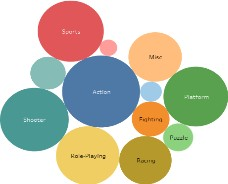 Sports
Misc
Action
Platform
Shooter
Fighting
Puzzle
Role-Playing
Racing